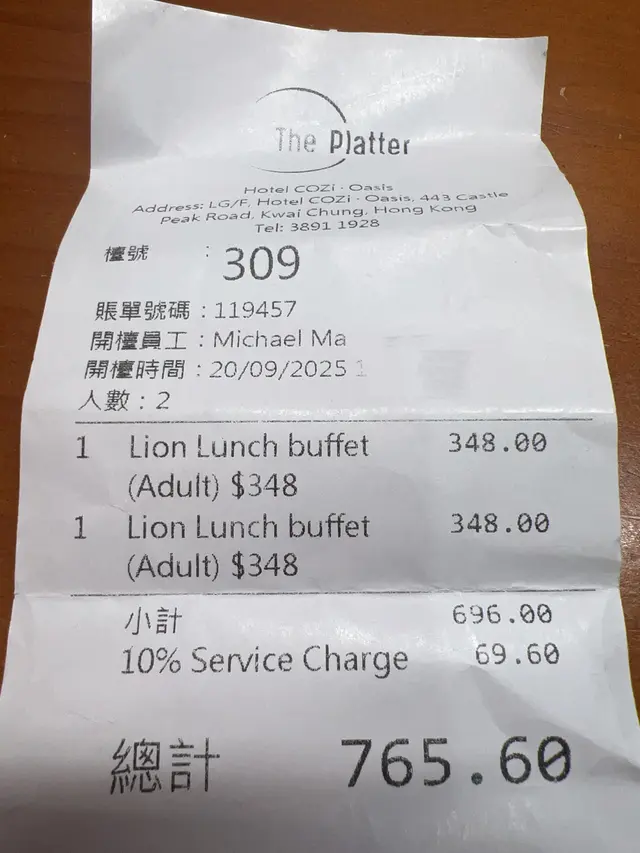 The Platter
Hotel COZi · Oasis
Address: LG/F, Hotel COZi · Oasis, 443 Castle
Peak Road, Kwai Chung, Hong Kong
Tel: 3891 1928
檯號 : 309
賬單號碼 : 119457
開檯員工 : Michael Ma
開檯時間 : 20/09/2025 1
人數 : 2
1 Lion Lunch buffet 348.00
(Adult) $348
1 Lion Lunch buffet 348.00
(Adult) $348
小計 696.00
10% Service Charge 69.60
總計 765.60